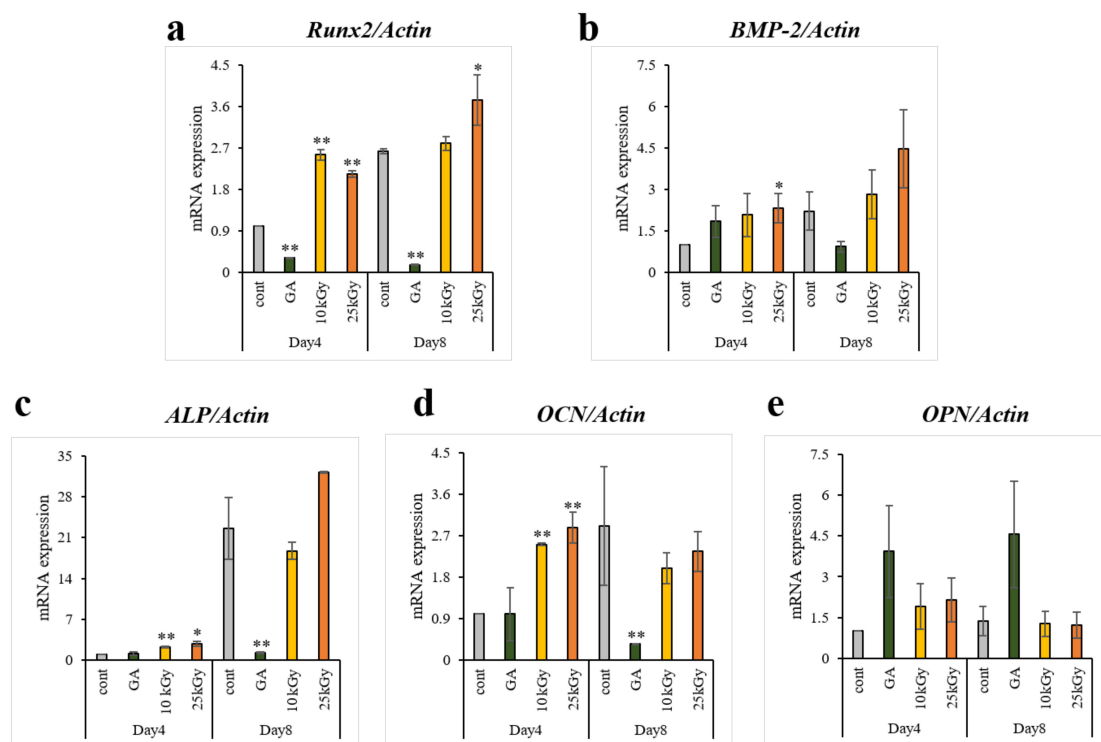 a
Runx2/Actin
4.5
3.6
2.7
1.8
0.9
0
mRNA expression
*
**
**
**
**
cont
GA
10kGy
25kGy
cont
GA
10kGy
25kGy
Day4
Day8
b
BMP-2/Actin
7.5
6
4.5
3
1.5
0
mRNA expression
*
cont
GA
10kGy
25kGy
cont
GA
10kGy
25kGy
Day4
Day8
c
ALP/Actin
35
28
21
14
7
0
mRNA expression
**
*
**
cont
GA
10 kGy
25kGy
cont
GA
10kGy
25kGy
Day4
Day8
d
OCN/Actin
4.5
3.6
2.7
1.8
0.9
0
mRNA expression
**
**
**
cont
GA
10kGy
25kGy
cont
GA
10kGy
25kGy
Day4
Day8
e
OPN/Actin
7.5
6
4.5
3
1.5
0
mRNA expression
cont
GA
10kGy
25kGy
cont
GA
10kGy
25kGy
Day4
Day8